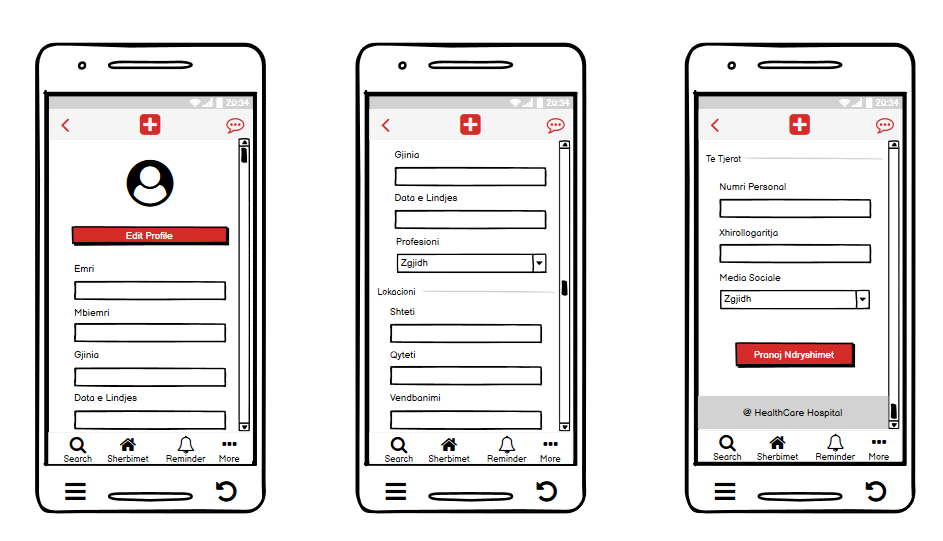 20:34
Edit Profile
Emri
Mbiemri
Gjinia
Data e Lindjes
Search Sherbimet Reminder More
20:34
Gjinia
Data e Lindjes
Profesioni
Zgjidh
Lokacioni
Shteti
Qyteti
Vendbanimi
Search Sherbimet Reminder More
20:34
Te Tjerat
Numri Personal
Xhirollogaritja
Media Sociale
Zgjidh
Pranoj Ndryshimet
@ HealthCare Hospital
Search Sherbimet Reminder More